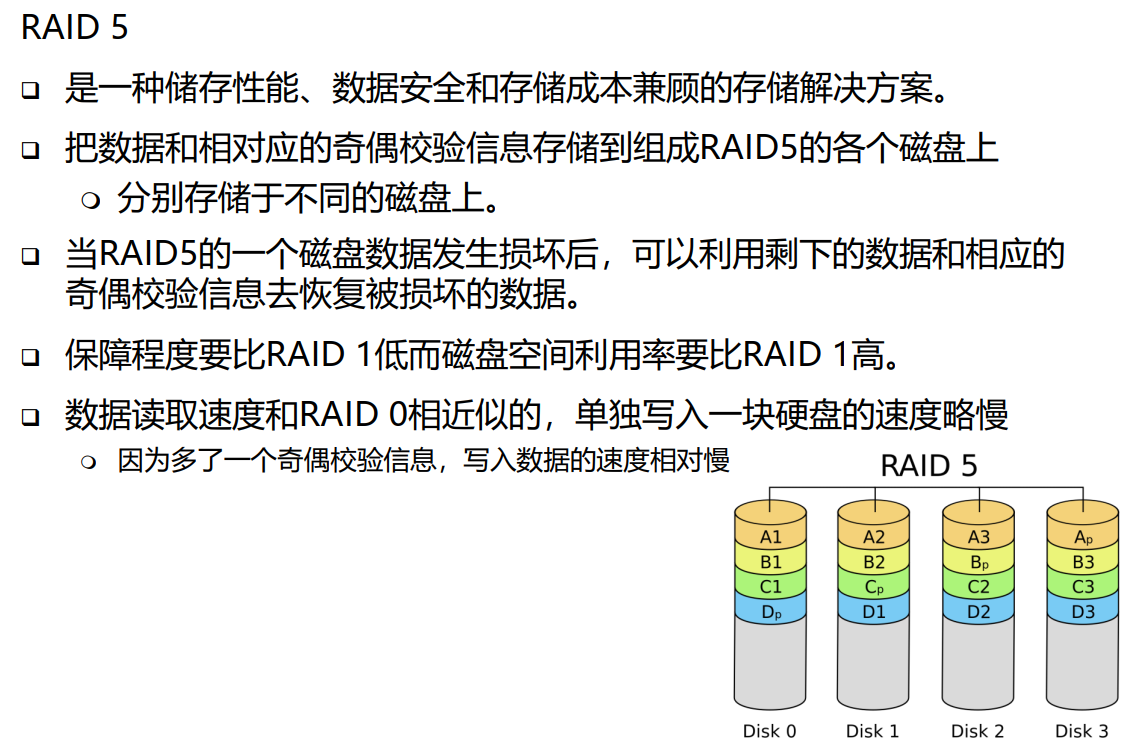 RAID 5
是一种储存性能、数据安全和存储成本兼顾的存储解决方案。
把数据和相对应的奇偶校验信息存储到组成RAID5的各个磁盘上
分别存储于不同的磁盘上。
当RAID5的一个磁盘数据发生损坏后，可以利用剩下的数据和相应的
奇偶校验信息去恢复被损坏的数据。
保障程度要比RAID 1低而磁盘空间利用率要比RAID 1高。
数据读取速度和RAID 0相近似的，单独写入一块硬盘的速度略慢
因为多了一个奇偶校验信息，写入数据的速度相对慢
RAID 5
A1 A2 A3 Ap
B1 B2 Bp B3
C1 Cp C2 C3
Dp D1 D2 D3
Disk 0 Disk 1 Disk 2 Disk 3